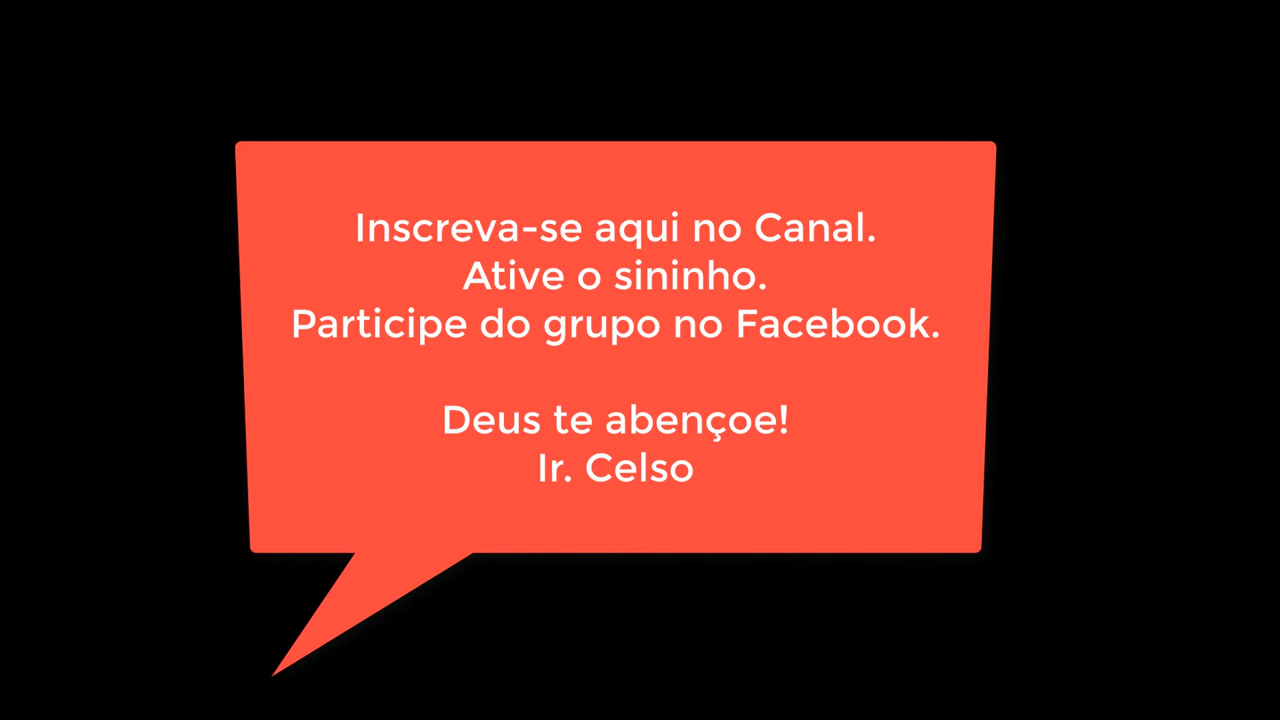 Inscreva-se aqui no Canal.
Ative o sininho.
Participe do grupo no Facebook.
Deus te abençoe!
Ir. Celso